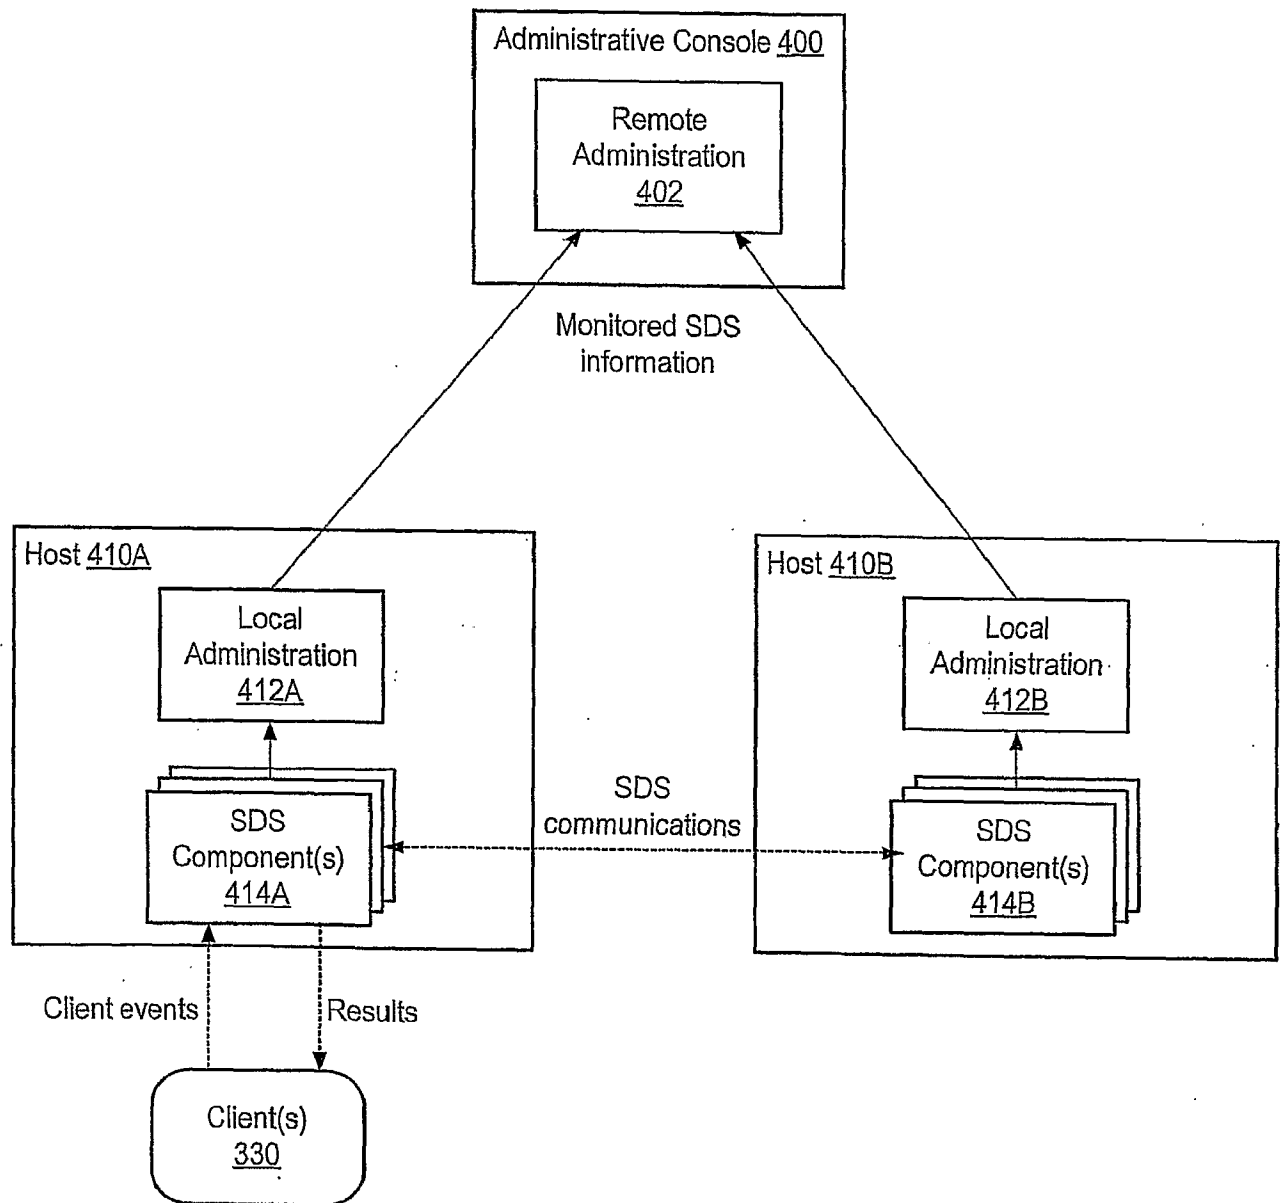 Administrative Console 400
Remote
Administration
402
Monitored SDS
information
Host 410A
Local
Administration
412A
SDS
Component(s)
414A
SDS
communications
Host 410B
Local
Administration
412B
SDS
Component(s)
414B
Client events
Results
Client(s)
330